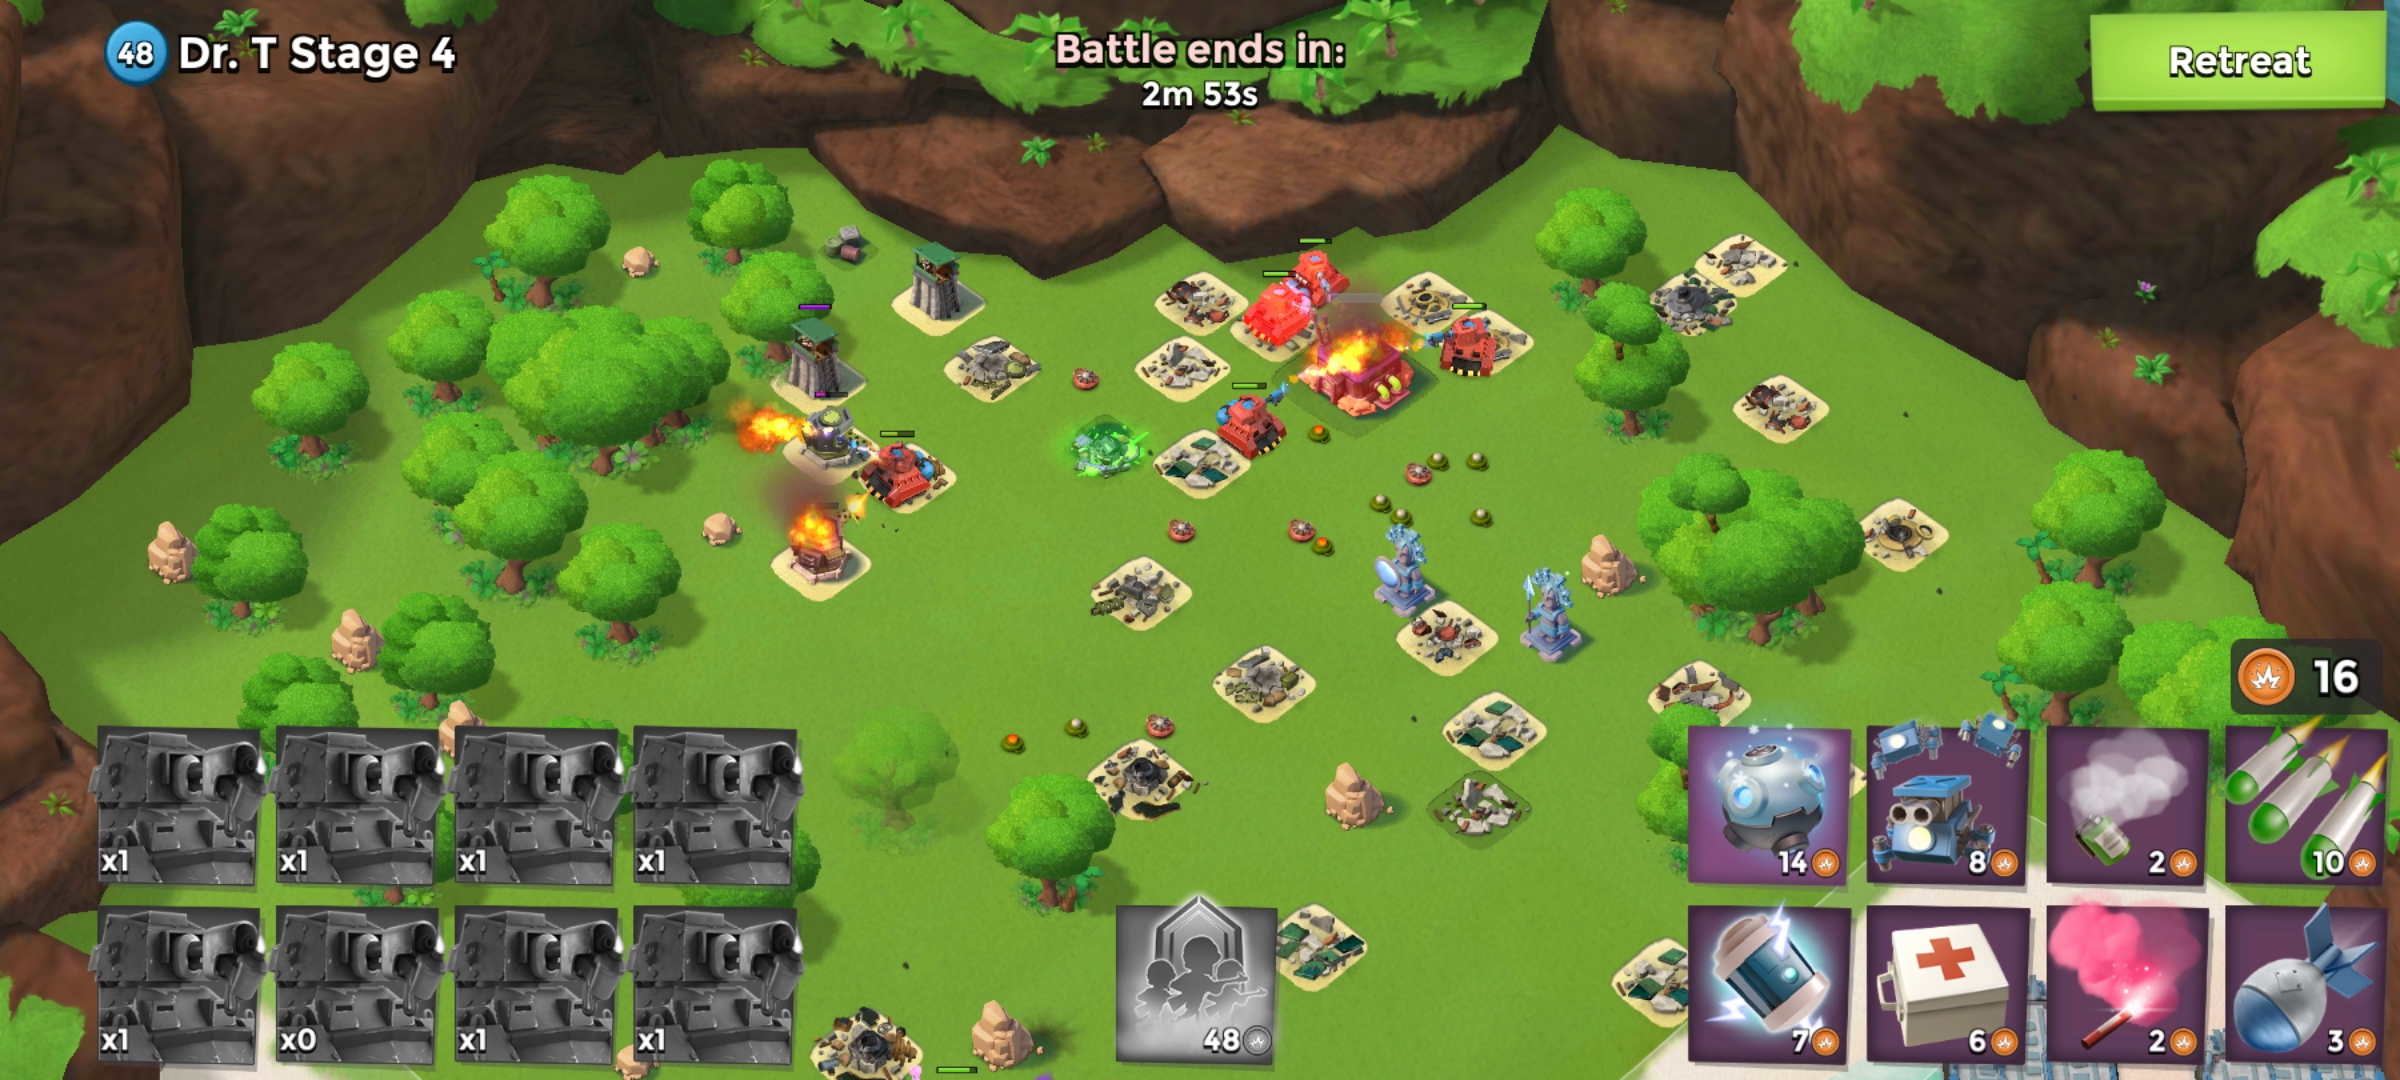 48 Dr. T Stage 4
Battle ends in:
2m 53s
Retreat
16
x1 x1 x1 x1
14 8 2 10
x1 x0 x1 x1
48
7 6 2 3